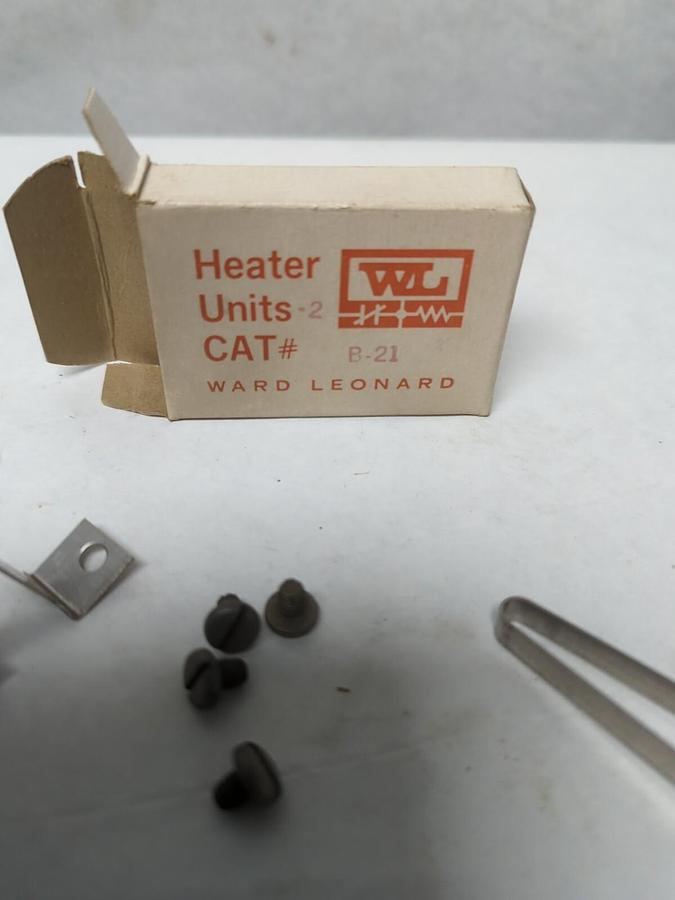 Heater
WL
Units -2
CAT# B-21
WARD LEONARD